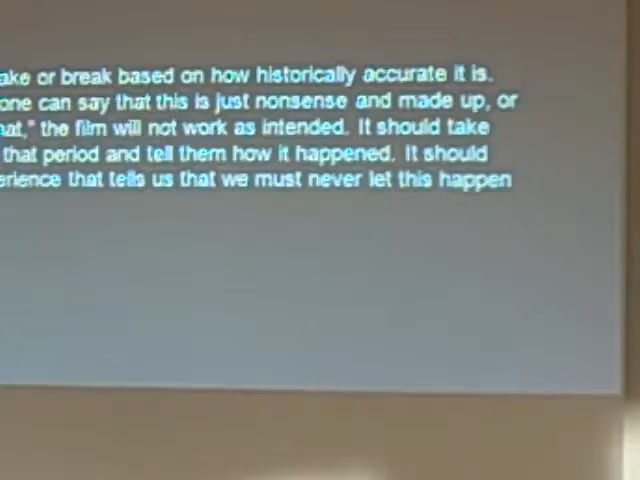 ake or break based on how historically accurate it is.
one can say that this is just nonsense and made up, or
hat," the film will not work as intended. It should take
that period and tell them how it happened. It should
erience that tells us that we must never let this happen